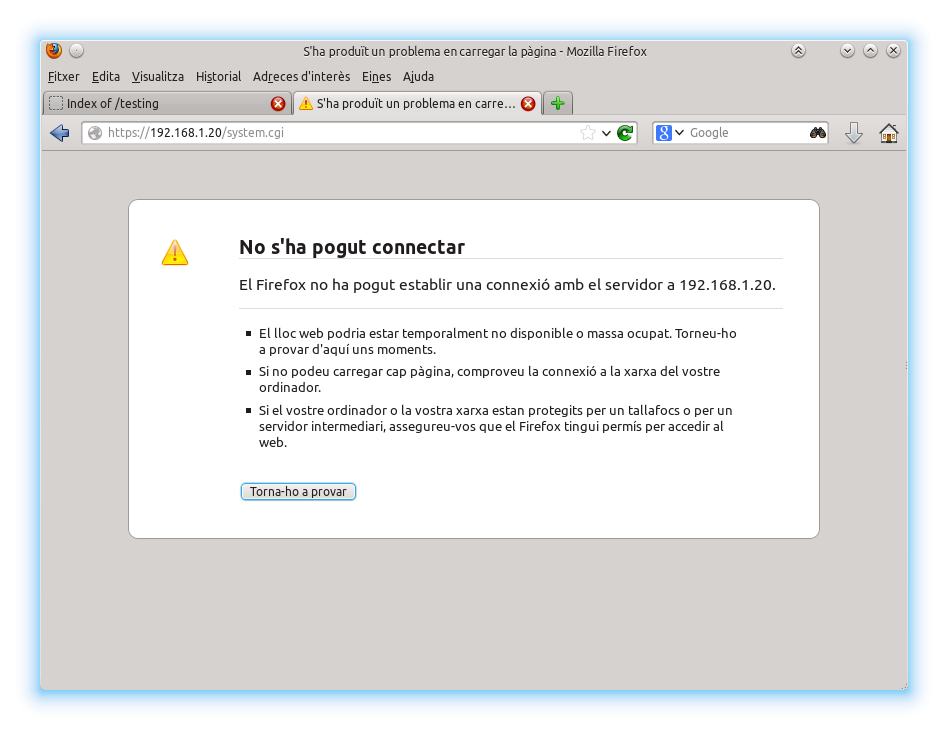 S'ha produït un problema en carregar la pàgina - Mozilla Firefox
Fitxer Edita Visualitza Historial Adreces d'interès Eines Ajuda
Index of /testing S'ha produït un problema en carre...
https://192.168.1.20/system.cgi Google
No s'ha pogut connectar
El Firefox no ha pogut establir una connexió amb el servidor a 192.168.1.20.
El lloc web podria estar temporalment no disponible o massa ocupat. Torneu-ho
a provar d'aquí uns moments.
Si no podeu carregar cap pàgina, comproveu la connexió a la xarxa del vostre
ordinador.
Si el vostre ordinador o la vostra xarxa estan protegits per un tallafocs o per un
servidor intermediari, assegureu-vos que el Firefox tingui permís per accedir al
web.
Torna-ho a provar